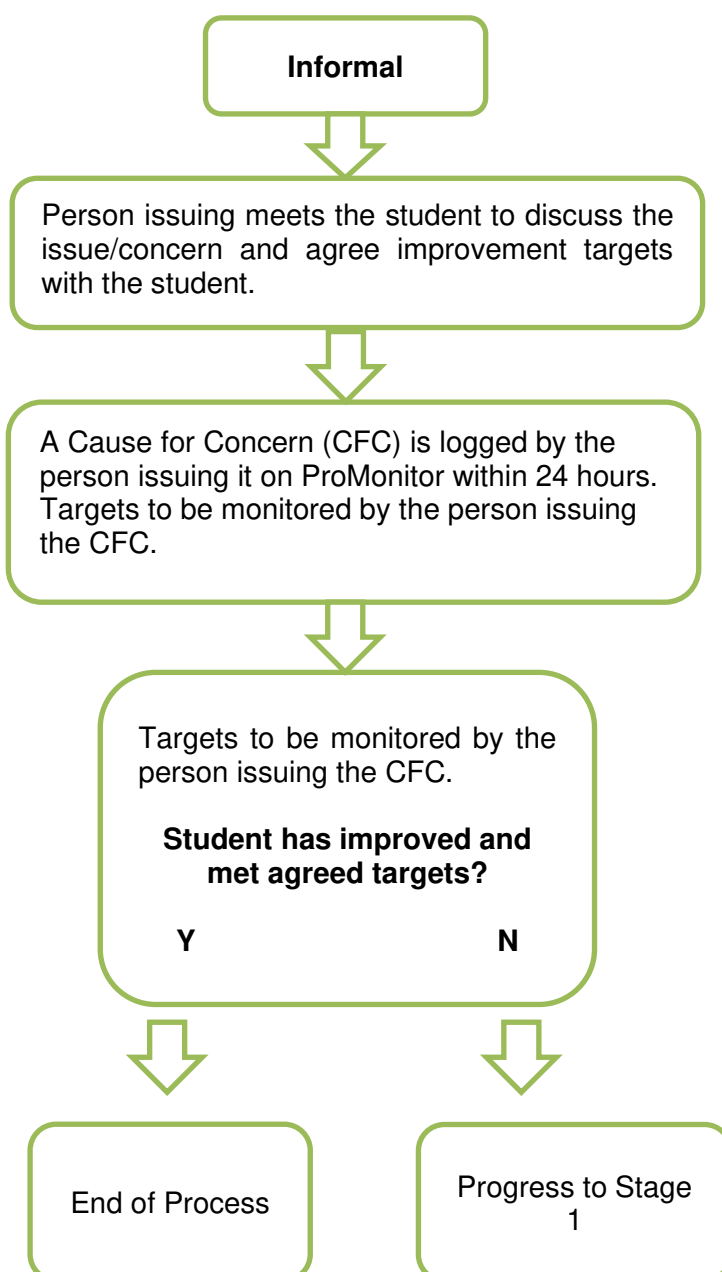 Informal
Person issuing meets the student to discuss the
issue/concern and agree improvement targets
with the student.
A Cause for Concern (CFC) is logged by the
person issuing it on ProMonitor within 24 hours.
Targets to be monitored by the person issuing
the CFC.
Targets to be monitored by the
person issuing the CFC.
Student has improved and
met agreed targets?
Y N
End of Process
Progress to Stage
1